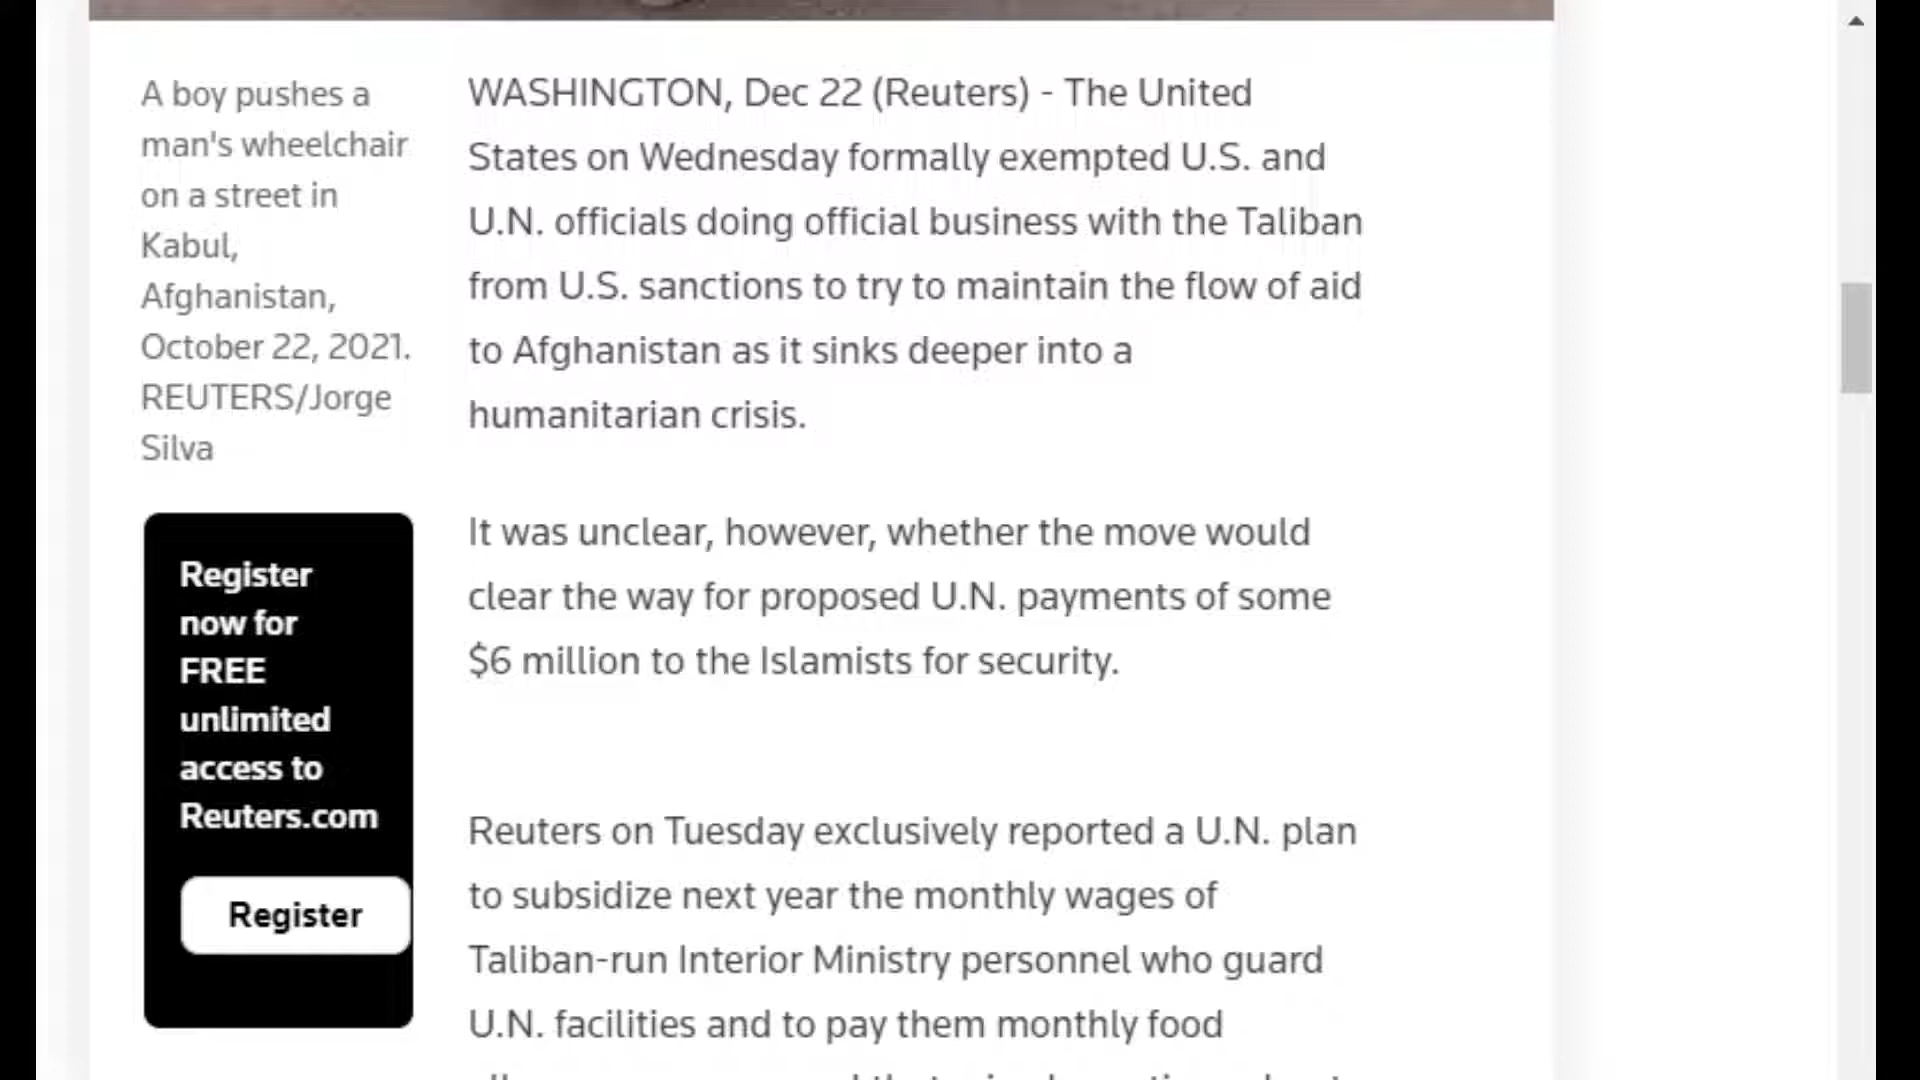 A boy pushes a
man's wheelchair
on a street in
Kabul,
Afghanistan,
October 22, 2021.
REUTERS/Jorge
Silva
Register
now for
FREE
unlimited
access to
Reuters.com
Register
WASHINGTON, Dec 22 (Reuters) - The United
States on Wednesday formally exempted U.S. and
U.N. officials doing official business with the Taliban
from U.S. sanctions to try to maintain the flow of aid
to Afghanistan as it sinks deeper into a
humanitarian crisis.
It was unclear, however, whether the move would
clear the way for proposed U.N. payments of some
$6 million to the Islamists for security.
Reuters on Tuesday exclusively reported a U.N. plan
to subsidize next year the monthly wages of
Taliban-run Interior Ministry personnel who guard
U.N. facilities and to pay them monthly food